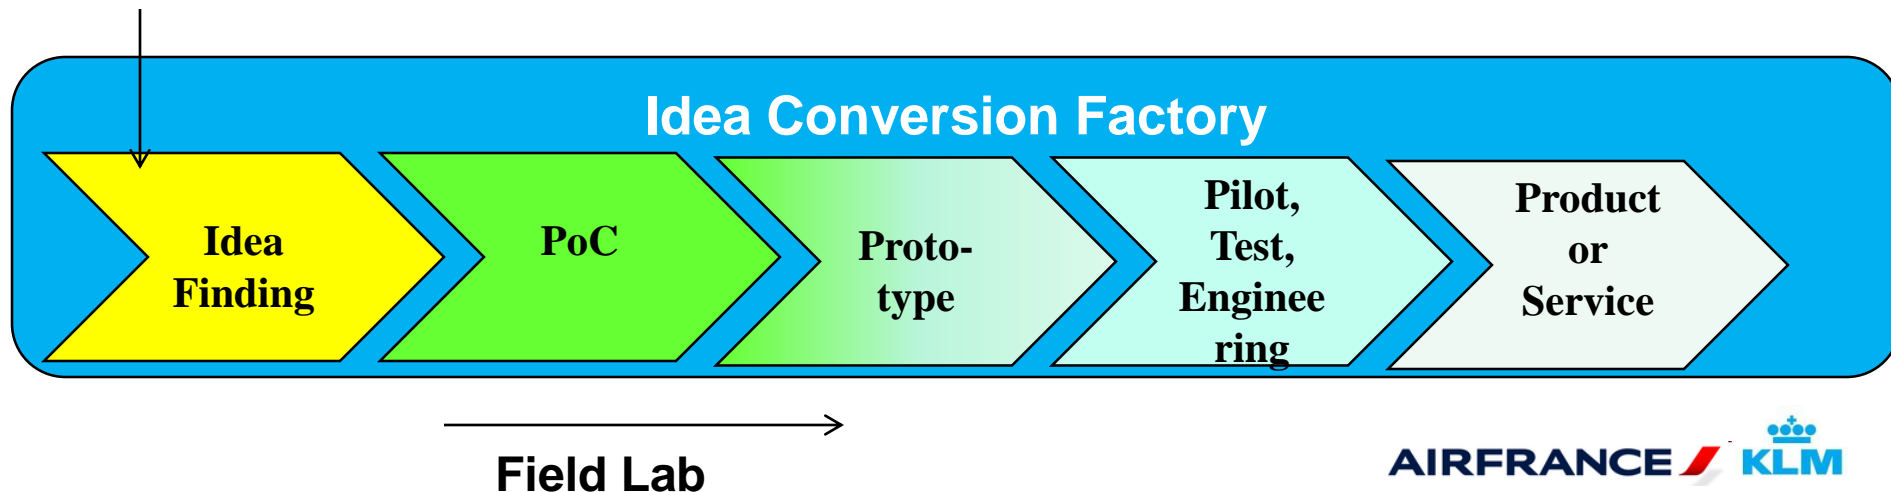 Idea Conversion Factory
Idea
Finding
PoC
Proto-
type
Pilot,
Test,
Enginee
ring
Product
or
Service
Field Lab
AIRFRANCE KLM